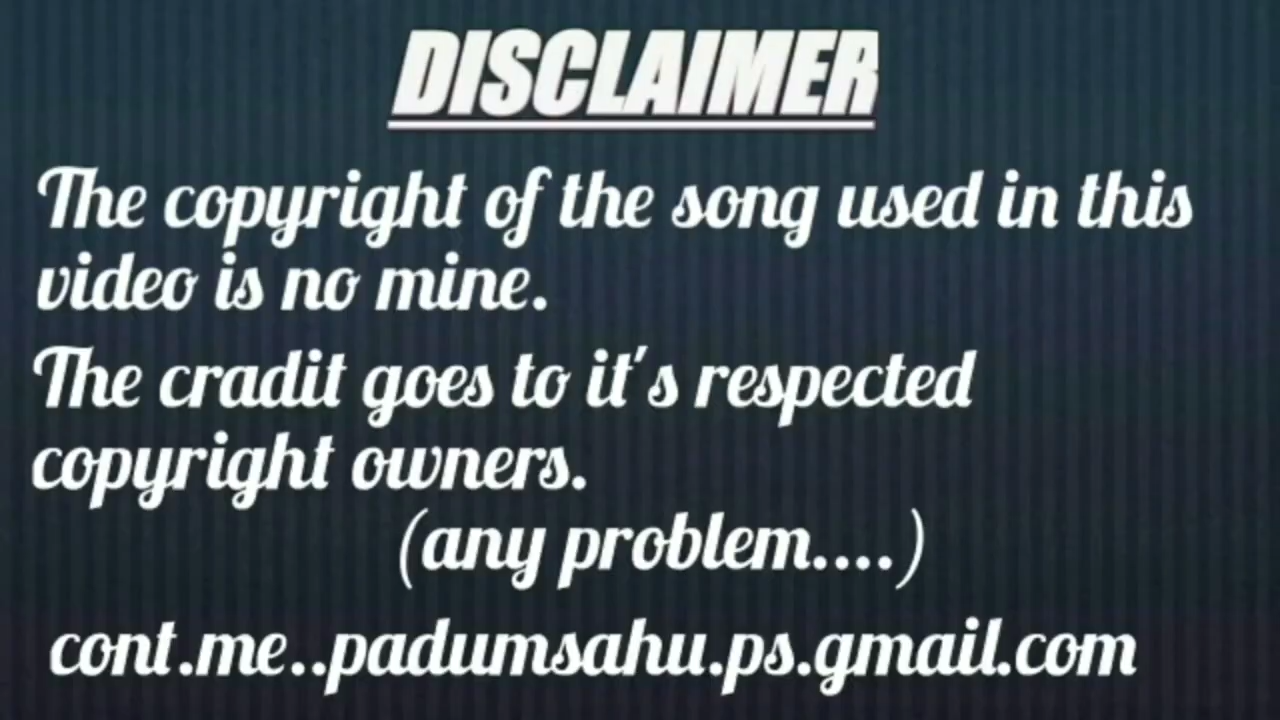 DISCLAIMER
The copyright of the song used in this
video is no mine.
The cradit goes to it's respected
copyright owners.
(any problem....)
cont.me..padumsahu.ps.gmail.com